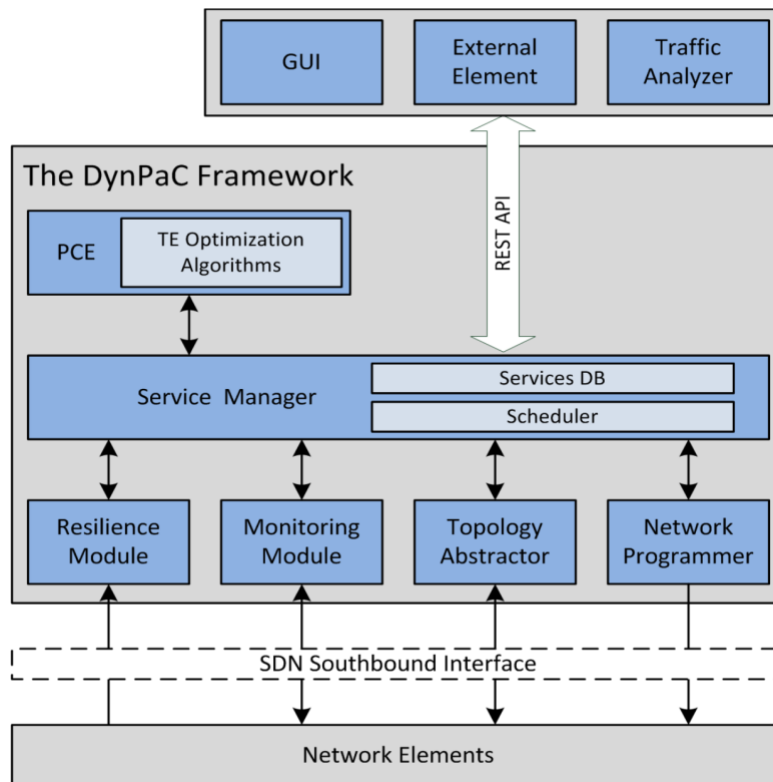 GUI
External
Element
Traffic
Analyzer
The DynPaC Framework
REST API
PCE
TE Optimization
Algorithms
Service Manager
Services DB
Scheduler
Resilience
Module
Monitoring
Module
Topology
Abstractor
Network
Programmer
SDN Southbound Interface
Network Elements